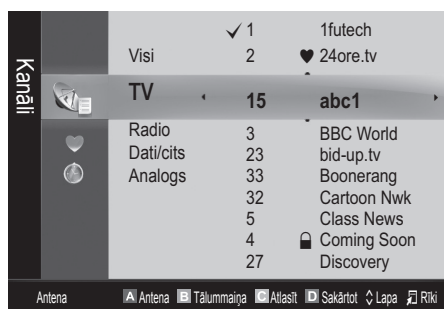 Kanāli
✓ 1 1futech
Visi 2 ♥ 24ore.tv
TV 15 abc1
Radio 3 BBC World
Dati/cits 23 bid-up.tv
Analogs 33 Boonerang
32 Cartoon Nwk
5 Class News
4 Coming Soon
27 Discovery
Antena A Antena B Tālummaiņa C Atlasīt D Sakārtot Lapa Rīki